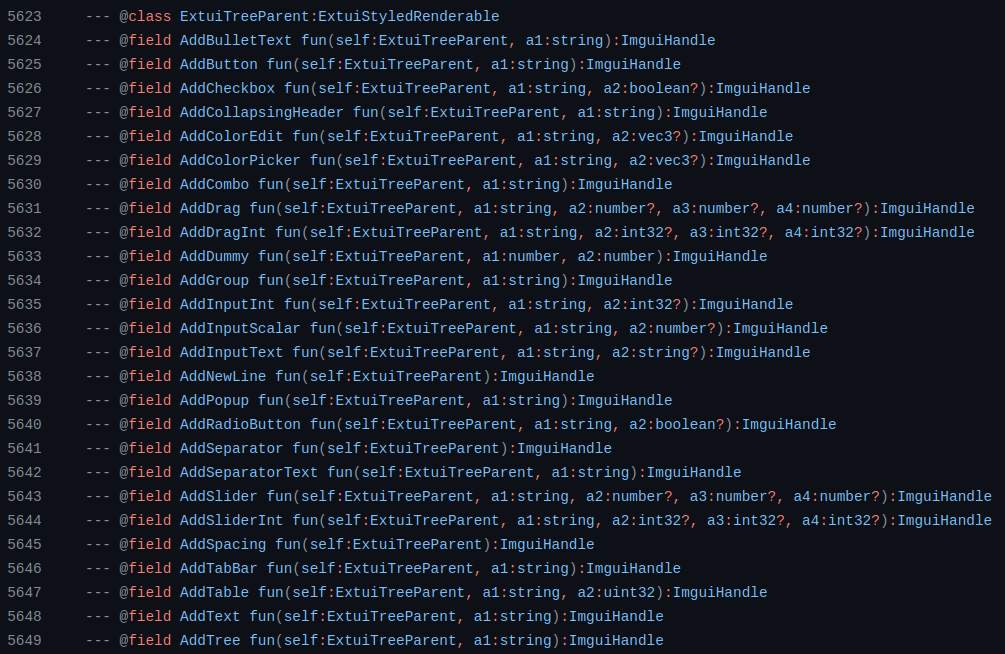 5623 --- @class ExtuiTreeParent:ExtuiStyledRenderable
5624 --- @field AddBulletText fun(self:ExtuiTreeParent, a1:string):ImguiHandle
5625 --- @field AddButton fun(self:ExtuiTreeParent, a1:string):ImguiHandle
5626 --- @field AddCheckbox fun(self:ExtuiTreeParent, a1:string, a2:boolean?):ImguiHandle
5627 --- @field AddCollapsingHeader fun(self:ExtuiTreeParent, a1:string):ImguiHandle
5628 --- @field AddColorEdit fun(self:ExtuiTreeParent, a1:string, a2:vec3?):ImguiHandle
5629 --- @field AddColorPicker fun(self:ExtuiTreeParent, a1:string, a2:vec3?):ImguiHandle
5630 --- @field AddCombo fun(self:ExtuiTreeParent, a1:string):ImguiHandle
5631 --- @field AddDrag fun(self:ExtuiTreeParent, a1:string, a2:number?, a3:number?, a4:number?):ImguiHandle
5632 --- @field AddDragInt fun(self:ExtuiTreeParent, a1:string, a2:int32?, a3:int32?, a4:int32?):ImguiHandle
5633 --- @field AddDummy fun(self:ExtuiTreeParent, a1:number, a2:number):ImguiHandle
5634 --- @field AddGroup fun(self:ExtuiTreeParent, a1:string):ImguiHandle
5635 --- @field AddInputInt fun(self:ExtuiTreeParent, a1:string, a2:int32?):ImguiHandle
5636 --- @field AddInputScalar fun(self:ExtuiTreeParent, a1:string, a2:number?):ImguiHandle
5637 --- @field AddInputText fun(self:ExtuiTreeParent, a1:string, a2:string?):ImguiHandle
5638 --- @field AddNewLine fun(self:ExtuiTreeParent):ImguiHandle
5639 --- @field AddPopup fun(self:ExtuiTreeParent, a1:string):ImguiHandle
5640 --- @field AddRadioButton fun(self:ExtuiTreeParent, a1:string, a2:boolean?):ImguiHandle
5641 --- @field AddSeparator fun(self:ExtuiTreeParent):ImguiHandle
5642 --- @field AddSeparatorText fun(self:ExtuiTreeParent, a1:string):ImguiHandle
5643 --- @field AddSlider fun(self:ExtuiTreeParent, a1:string, a2:number?, a3:number?, a4:number?):ImguiHandle
5644 --- @field AddSliderInt fun(self:ExtuiTreeParent, a1:string, a2:int32?, a3:int32?, a4:int32?):ImguiHandle
5645 --- @field AddSpacing fun(self:ExtuiTreeParent):ImguiHandle
5646 --- @field AddTabBar fun(self:ExtuiTreeParent, a1:string):ImguiHandle
5647 --- @field AddTable fun(self:ExtuiTreeParent, a1:string, a2:uint32):ImguiHandle
5648 --- @field AddText fun(self:ExtuiTreeParent, a1:string):ImguiHandle
5649 --- @field AddTree fun(self:ExtuiTreeParent, a1:string):ImguiHandle